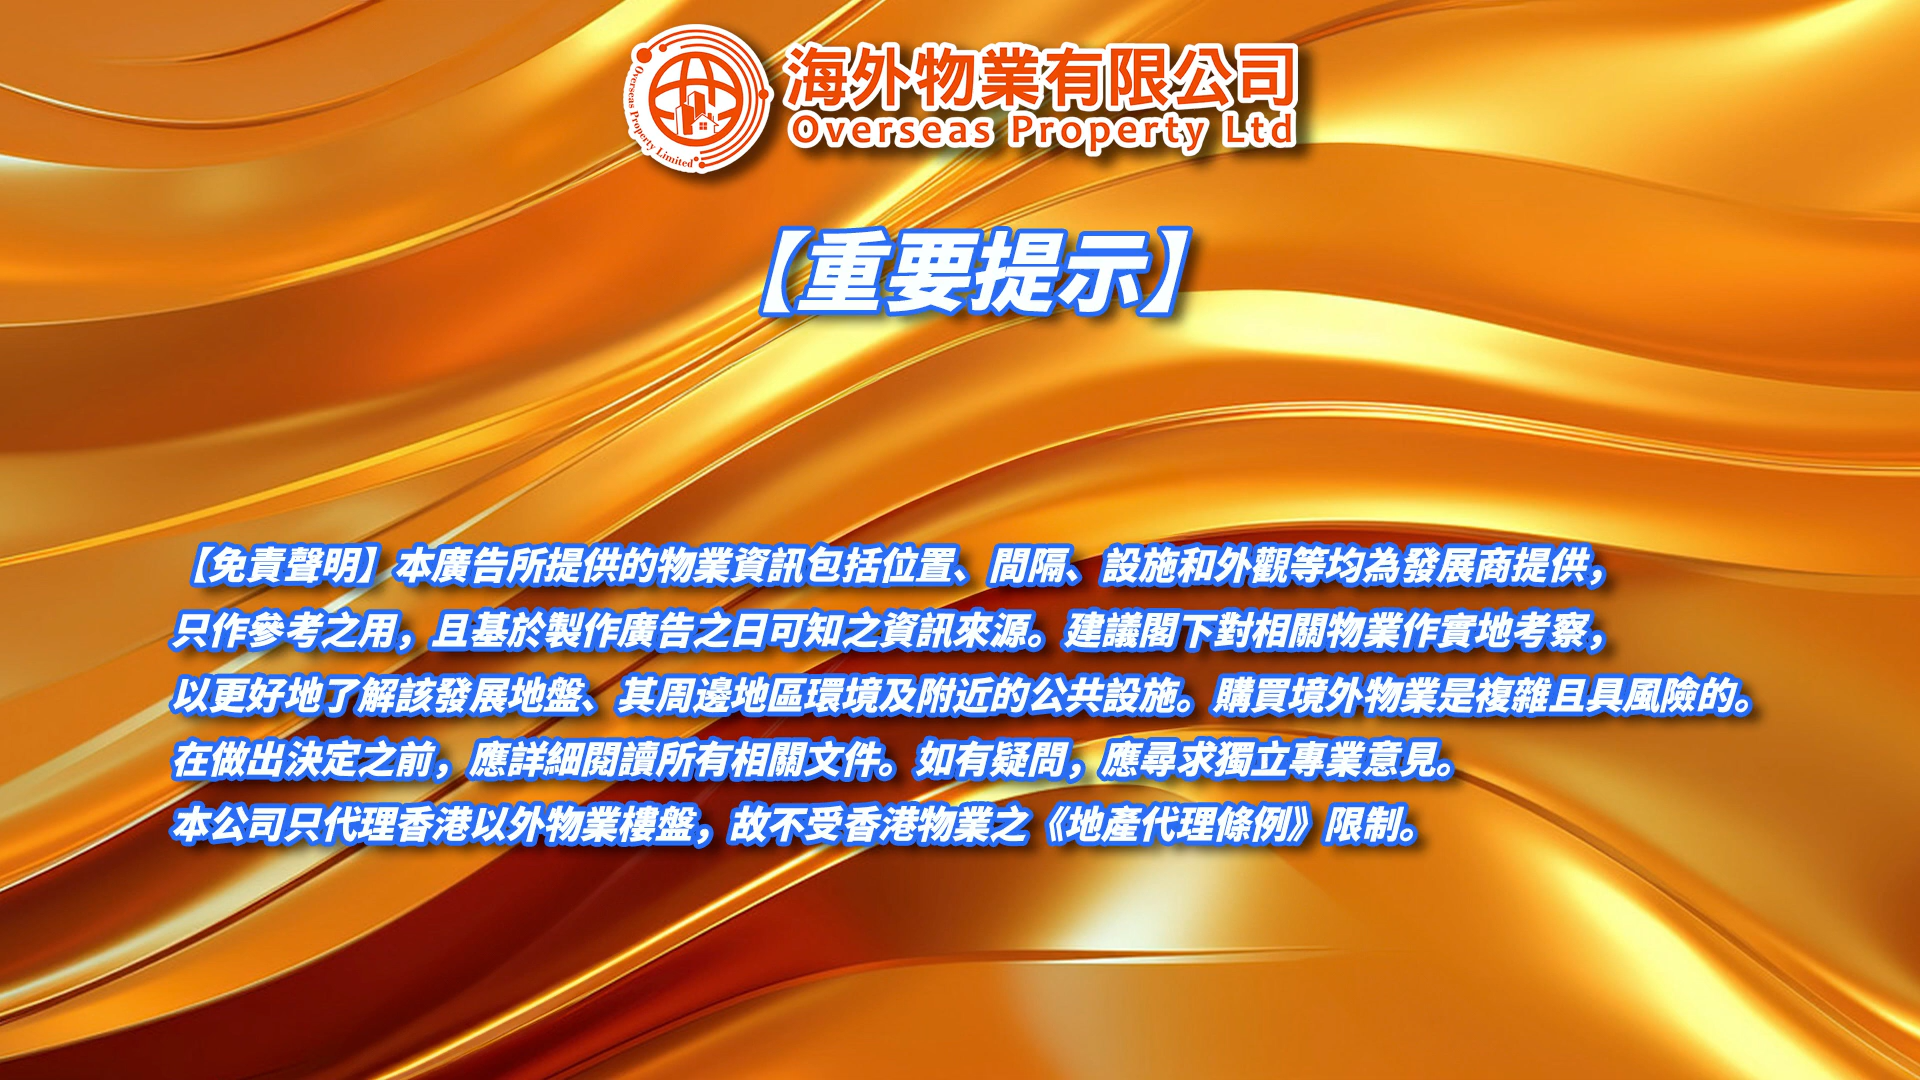 海外物業有限公司
Overseas Property Ltd
Overseas Property Limited
【重要提示】
【免責聲明】本廣告所提供的物業資訊包括位置、間隔、設施和外觀等均為發展商提供，
只作參考之用，且基於製作廣告之日可知之資訊來源。建議閣下對相關物業作實地考察，
以更好地了解該發展地盤、其周邊地區環境及附近的公共設施。購買境外物業是複雜且具風險的。
在做出決定之前，應詳細閱讀所有相關文件。如有疑問，應尋求獨立專業意見。
本公司只代理香港以外物業樓盤，故不受香港物業之《地產代理條例》限制。